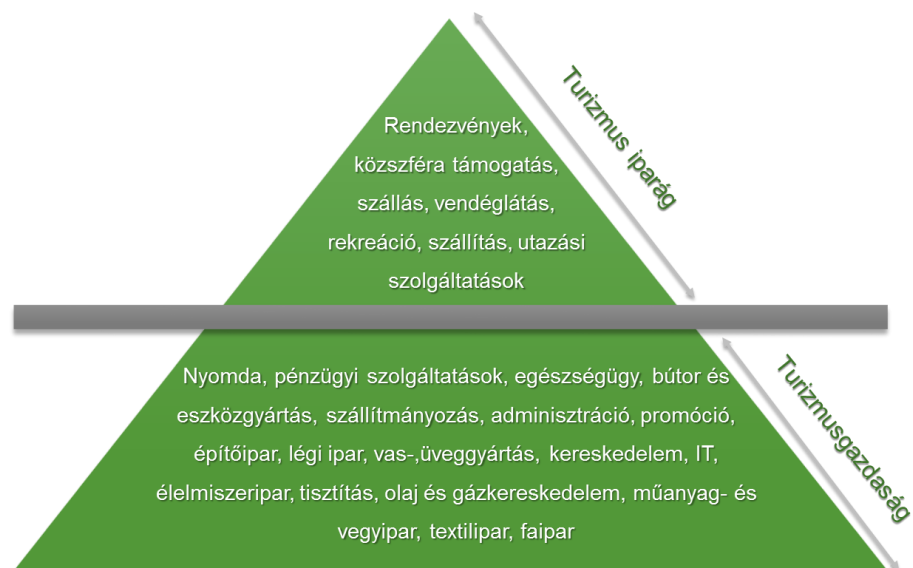 Rendezvények,
közszféra támogatás,
szállás, vendéglátás,
rekreáció, szállítás, utazási
szolgáltatások
Turizmus iparág
Nyomda, pénzügyi szolgáltatások, egészségügy, bútor és
eszközgyártás, szállítmányozás, adminisztráció, promóció,
építőipar, légi ipar, vas-,üveggyártás, kereskedelem, IT,
élelmiszeripar, tisztítás, olaj és gázkereskedelem, műanyag- és
vegyipar, textilipar, faipar
Turizmusgazdaság